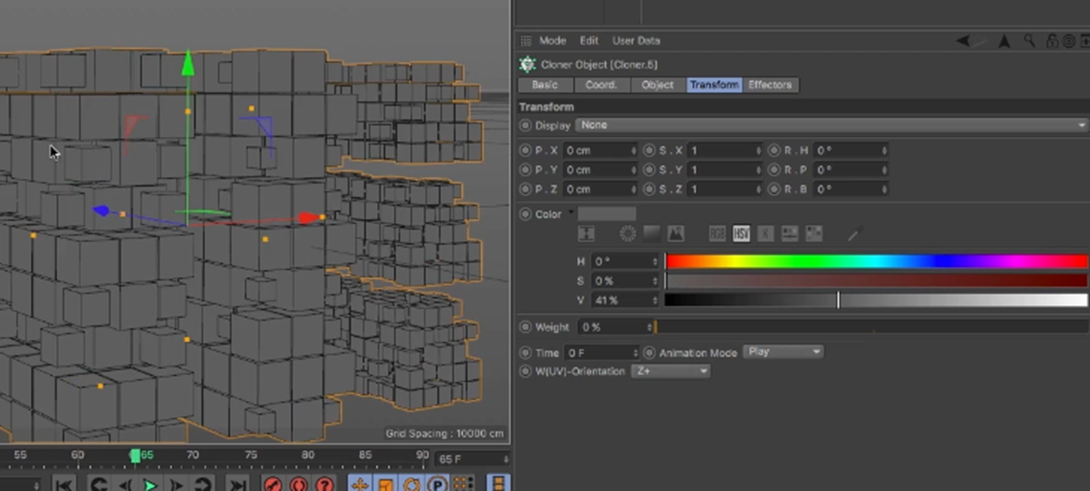 Mode Edit User Data
Cloner Object [Cloner.5]
Basic Coord. Object Transform Effectors
Transform
Display None
P . X 0 cm S . X 1 R . H 0°
P . Y 0 cm S . Y 1 R . P 0°
P . Z 0 cm S . Z 1 R . B 0°
Color
RGB HSV K
H 0°
S 0%
V 41%
Weight 0%
Time 0 F Animation Mode Play
W(UV)-Orientation Z+
Grid Spacing : 10000 cm
55 60 65 70 75 80 85 90 65 F
P